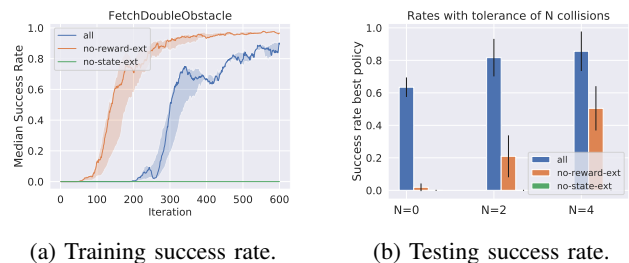 FetchDoubleObstacle
Median Success Rate
1.0
0.8
0.6
0.4
0.2
0.0
all
no-reward-ext
no-state-ext
0 100 200 300 400 500 600
Iteration
(a) Training success rate.
Rates with tolerance of N collisions
Success rate best policy
1.0
0.8
0.6
0.4
0.2
0.0
all
no-reward-ext
no-state-ext
N=0 N=2 N=4
(b) Testing success rate.